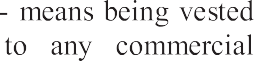 - means being vested
to any commercial